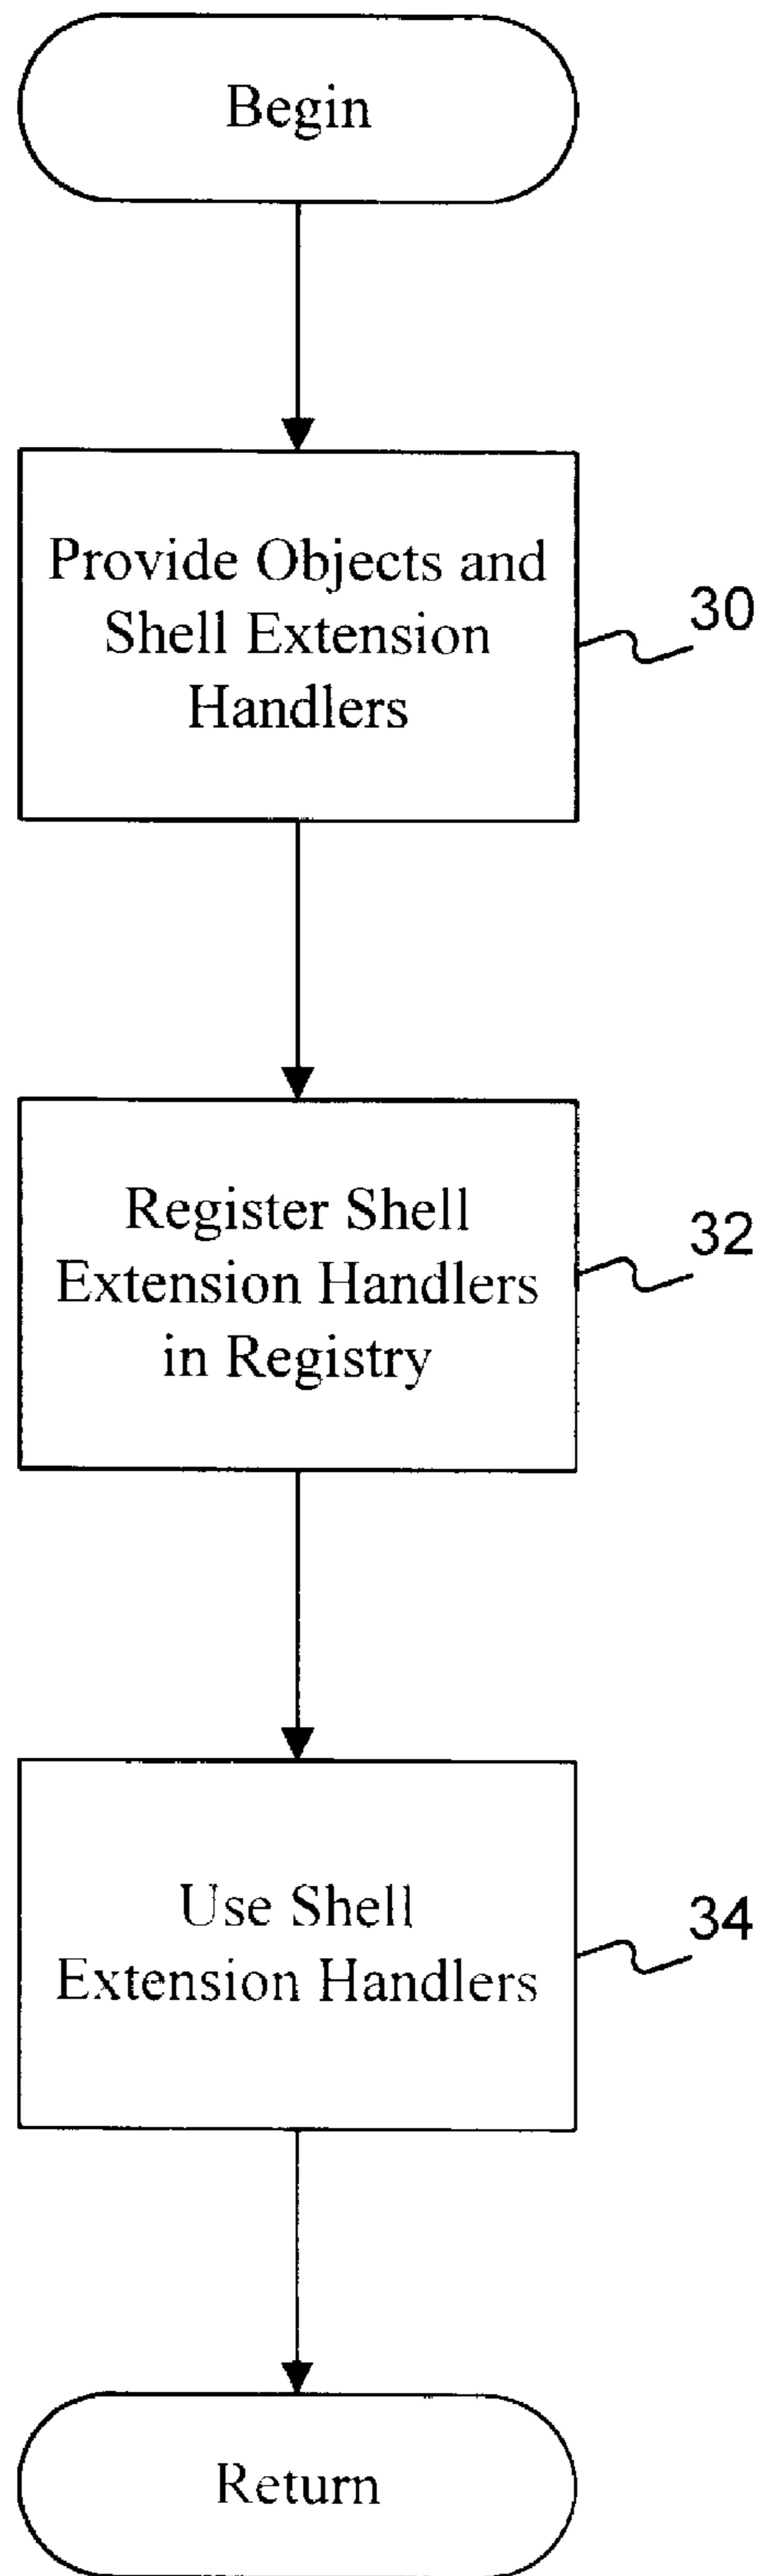 Begin
Provide Objects and
Shell Extension
Handlers
30
Register Shell
Extension Handlers
in Registry
32
Use Shell
Extension Handlers
34
Return